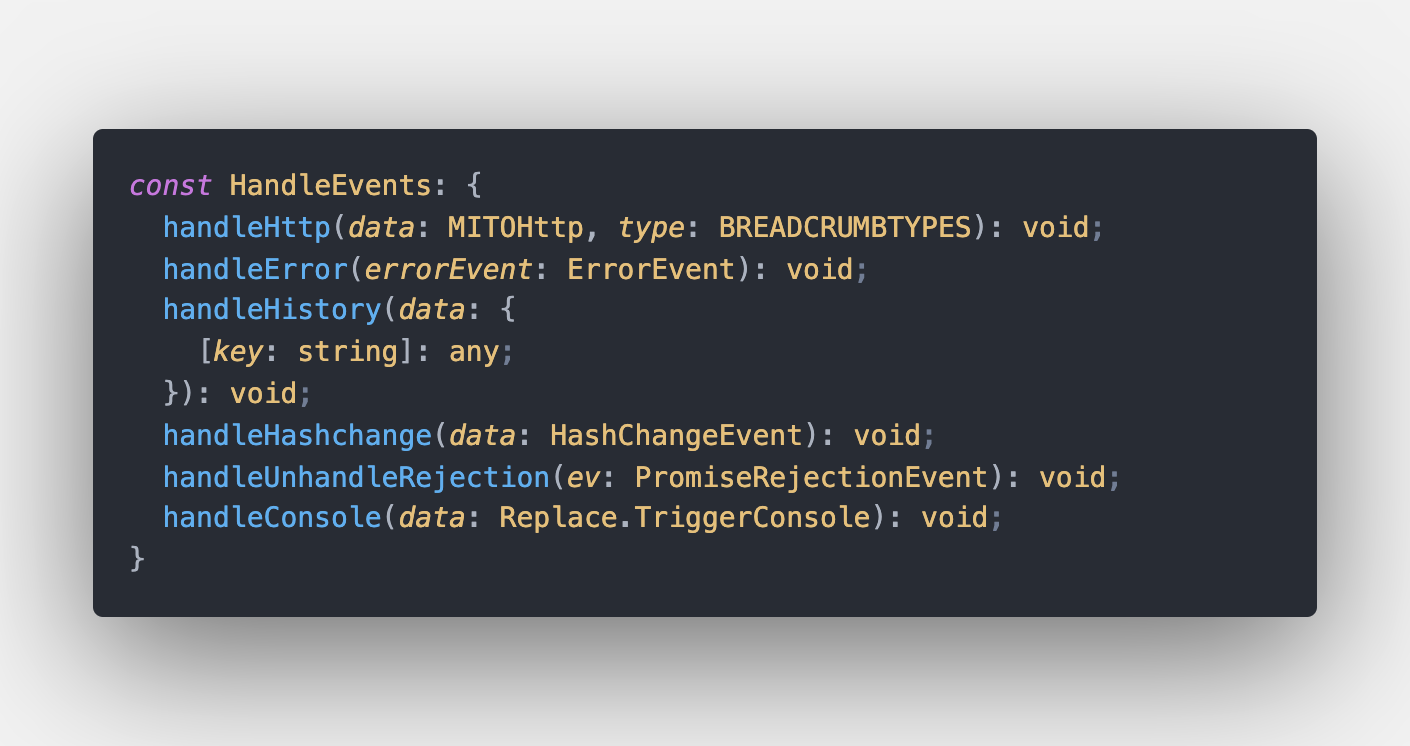 const HandleEvents: {
  handleHttp(data: MITOHttp, type: BREADCRUMBTYPES): void;
  handleError(errorEvent: ErrorEvent): void;
  handleHistory(data: {
    [key: string]: any;
  }): void;
  handleHashchange(data: HashChangeEvent): void;
  handleUnhandleRejection(ev: PromiseRejectionEvent): void;
  handleConsole(data: Replace.TriggerConsole): void;
}